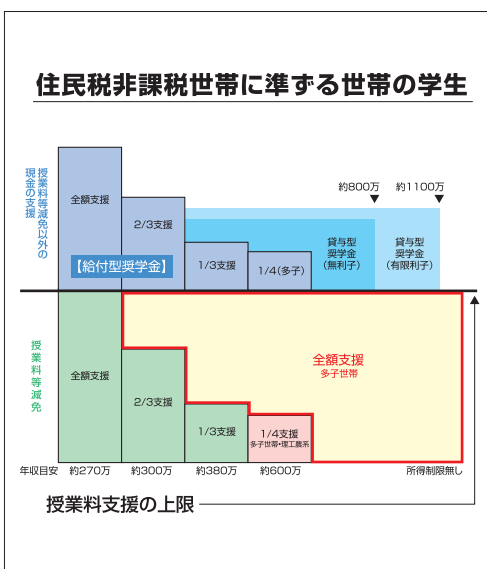 住民税非課税世帯に準ずる世帯の学生
授業料等減免以外の
現金の支援
約800万
約1100万
全額支援
2/3支援
【給付型奨学金】
1/3支援
1/4(多子)
貸与型
奨学金
(無利子)
貸与型
奨学金
(有限利子)
授業料等減免
全額支援
2/3支援
1/3支援
1/4支援
多子世帯・理工農系
全額支援
多子世帯
年収目安
約270万
約300万
約380万
約600万
所得制限無し
授業料支援の上限